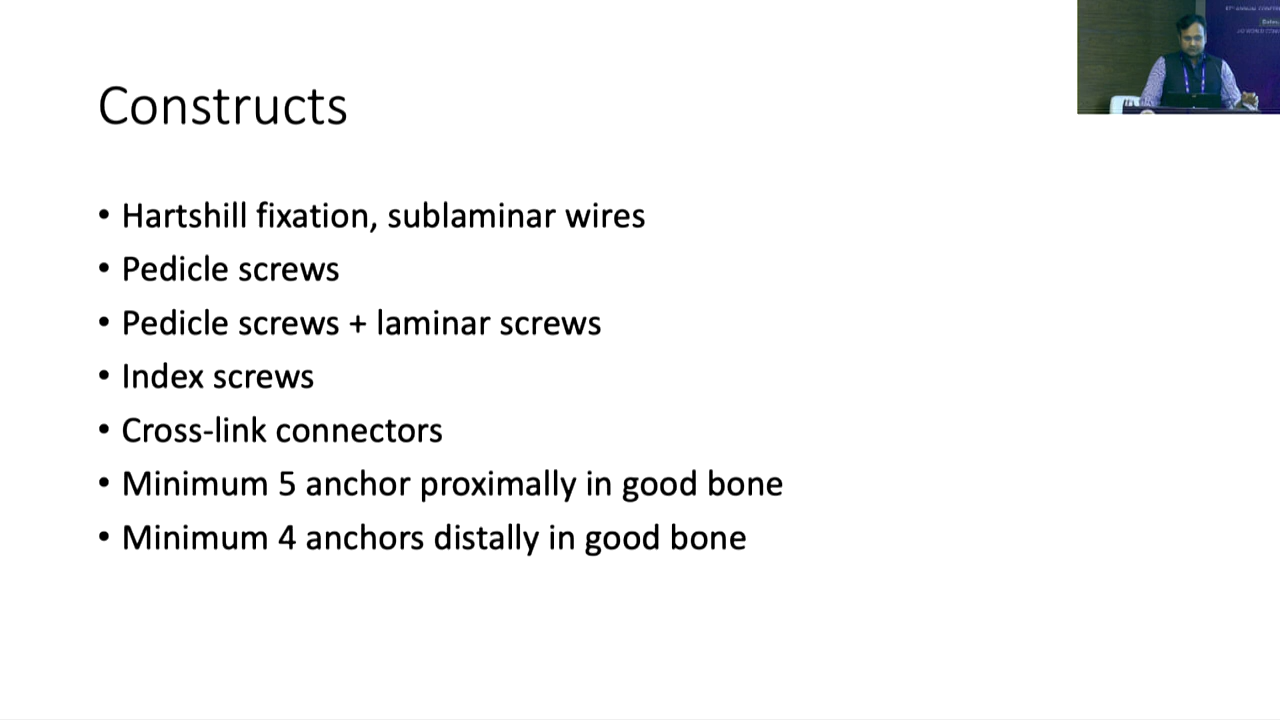 Constructs
• Hartshill fixation, sublaminar wires
• Pedicle screws
• Pedicle screws + laminar screws
• Index screws
• Cross-link connectors
• Minimum 5 anchor proximally in good bone
• Minimum 4 anchors distally in good bone